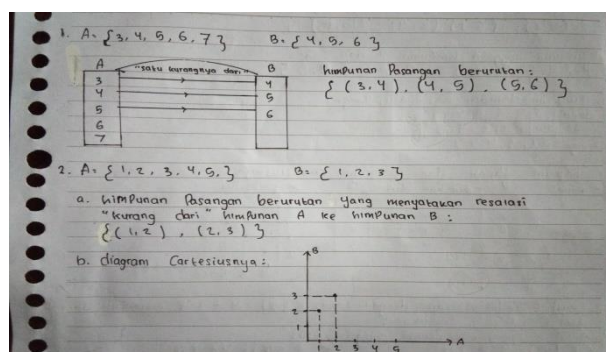 1. A = { 3, 4, 5, 6, 7 } B = { 4, 5, 6 }
A "satu kurangnya dari" B
3 4
4 5
5 6
6
7
himpunan Pasangan berurutan :
{ (3,4), (4,5), (5,6) }
2. A = { 1, 2, 3, 4, 5, } B = { 1, 2, 3 }
a. himpunan Pasangan berurutan yang menyatakan resalasi
"kurang dari" himpunan A ke himpunan B :
{ (1,2), (2,3) }
b. diagram Cartesiusnya :
B
3
2
1
1 2 3 4 5 A